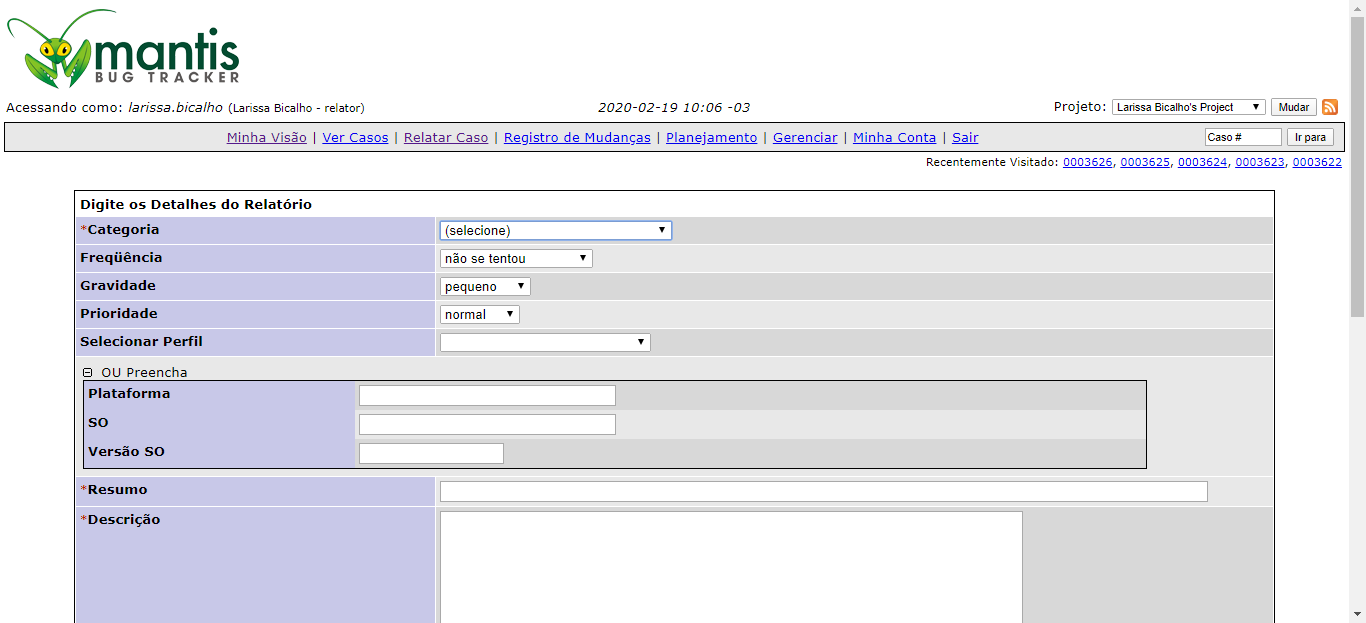 mantis
BUG TRACKER
Acessando como: larissa.bicalho (Larissa Bicalho - relator) 2020-02-19 10:06 -03 Projeto: Larissa Bicalho's Project Mudar
Minha Visão | Ver Casos | Relatar Caso | Registro de Mudanças | Planejamento | Gerenciar | Minha Conta | Sair Caso # Ir para
Recentemente Visitado: 0003626, 0003625, 0003624, 0003623, 0003622
Digite os Detalhes do Relatório
*Categoria (selecione)
Freqüência não se tentou
Gravidade pequeno
Prioridade normal
Selecionar Perfil
OU Preencha
Plataforma
SO
Versão SO
*Resumo
*Descrição